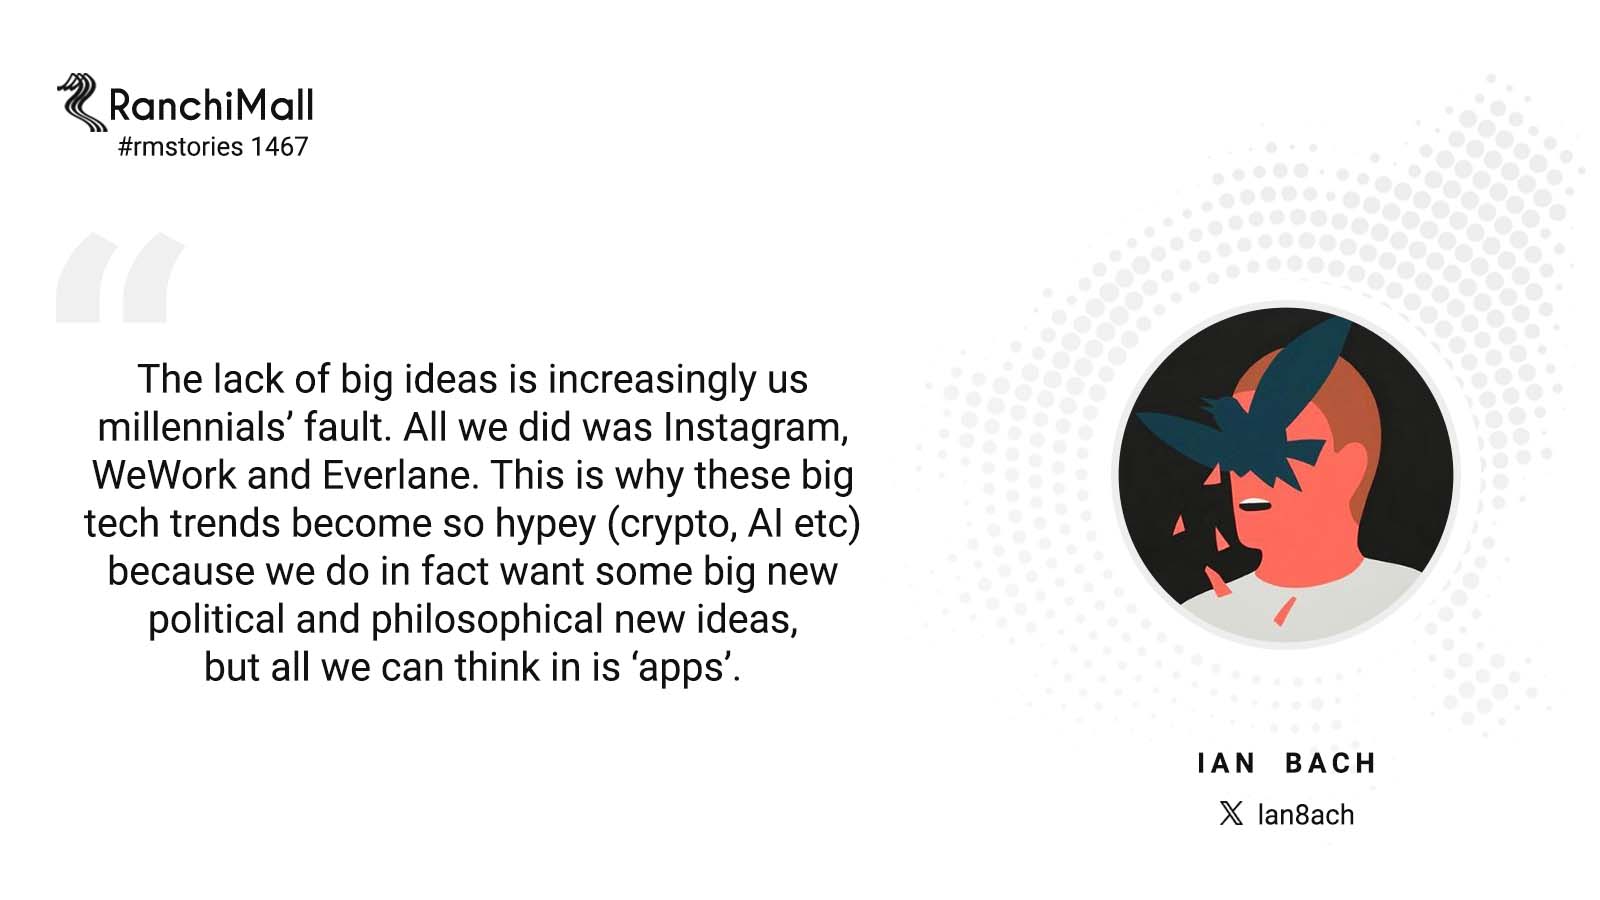 RanchiMall
#rmstories 1467
“
The lack of big ideas is increasingly us
millennials’ fault. All we did was Instagram,
WeWork and Everlane. This is why these big
tech trends become so hypey (crypto, AI etc)
because we do in fact want some big new
political and philosophical new ideas,
but all we can think in is ‘apps’.
IAN BACH
𝕏 Ian8ach